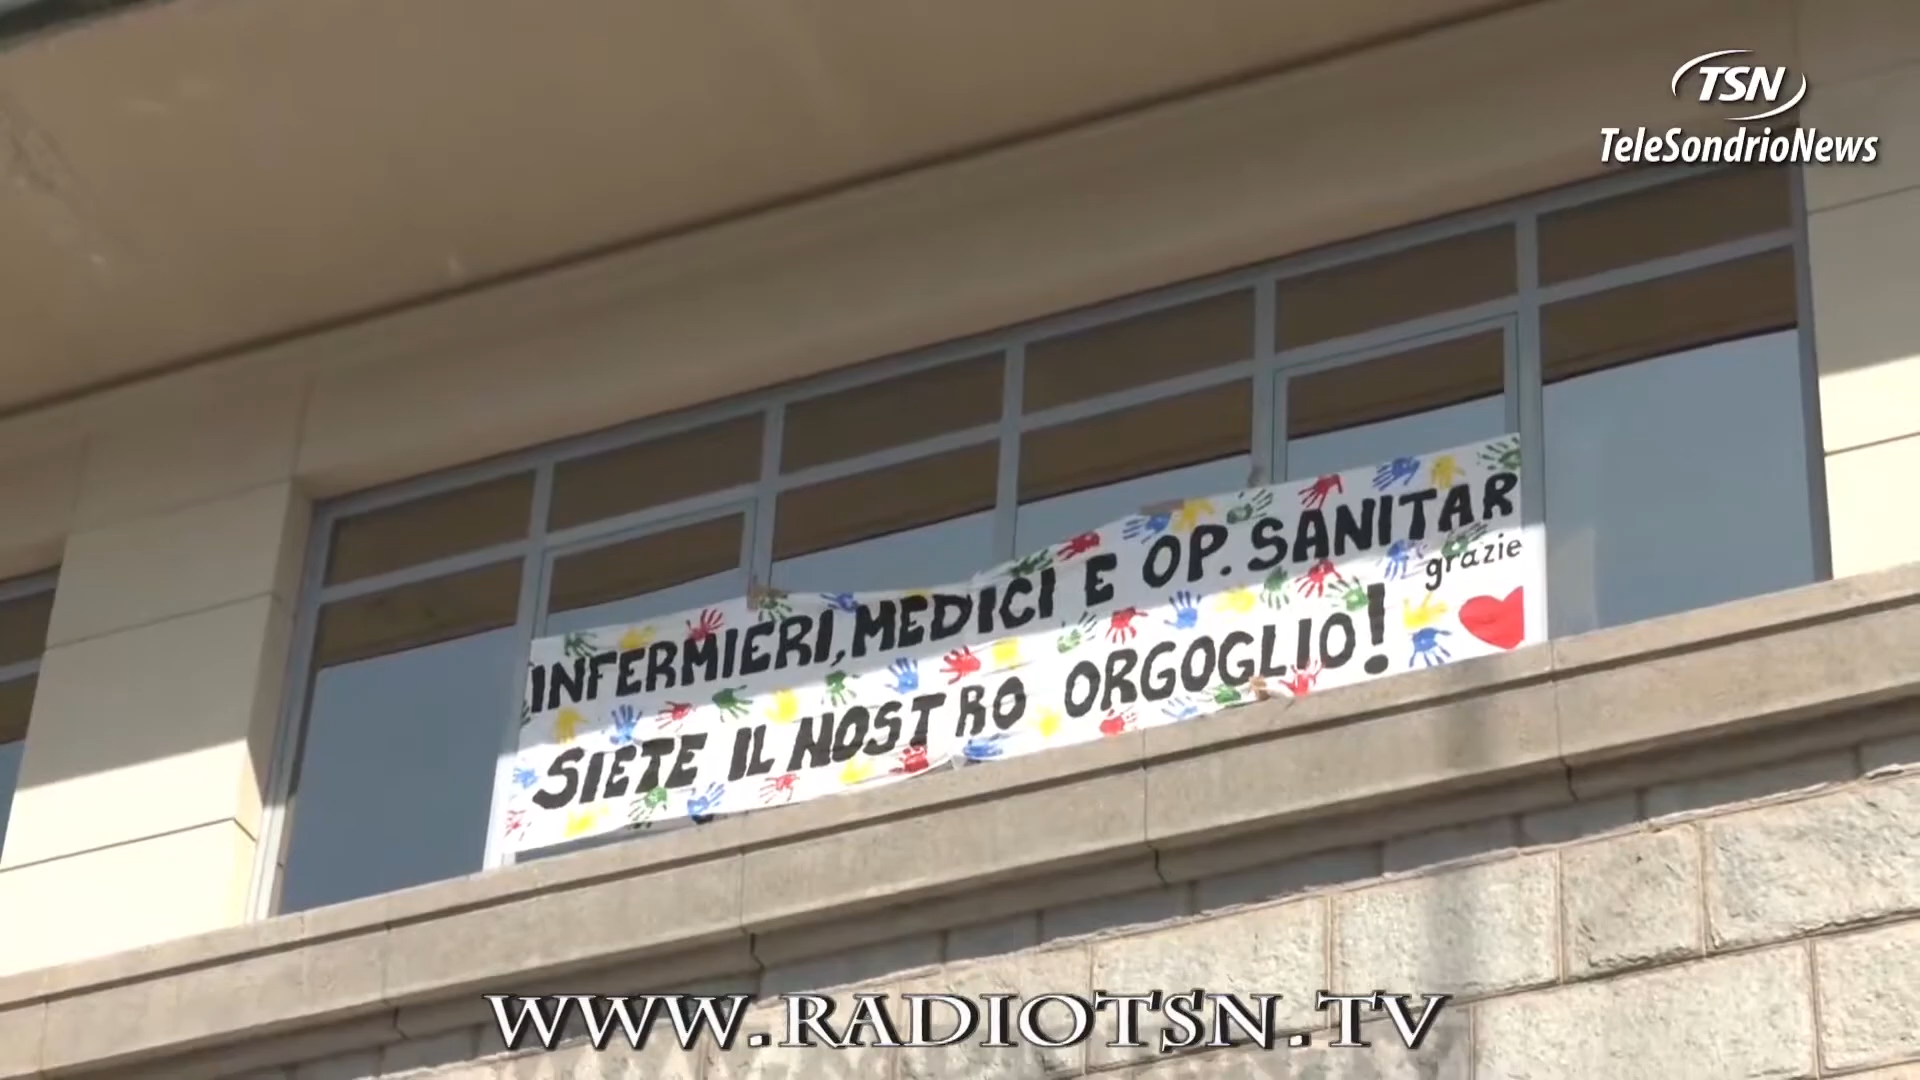 TSN
TeleSondrioNews
INFERMIERI, MEDICI E OP. SANITAR
grazie
SIETE IL NOSTRO ORGOGLIO!
WWW.RADIOTSN.TV